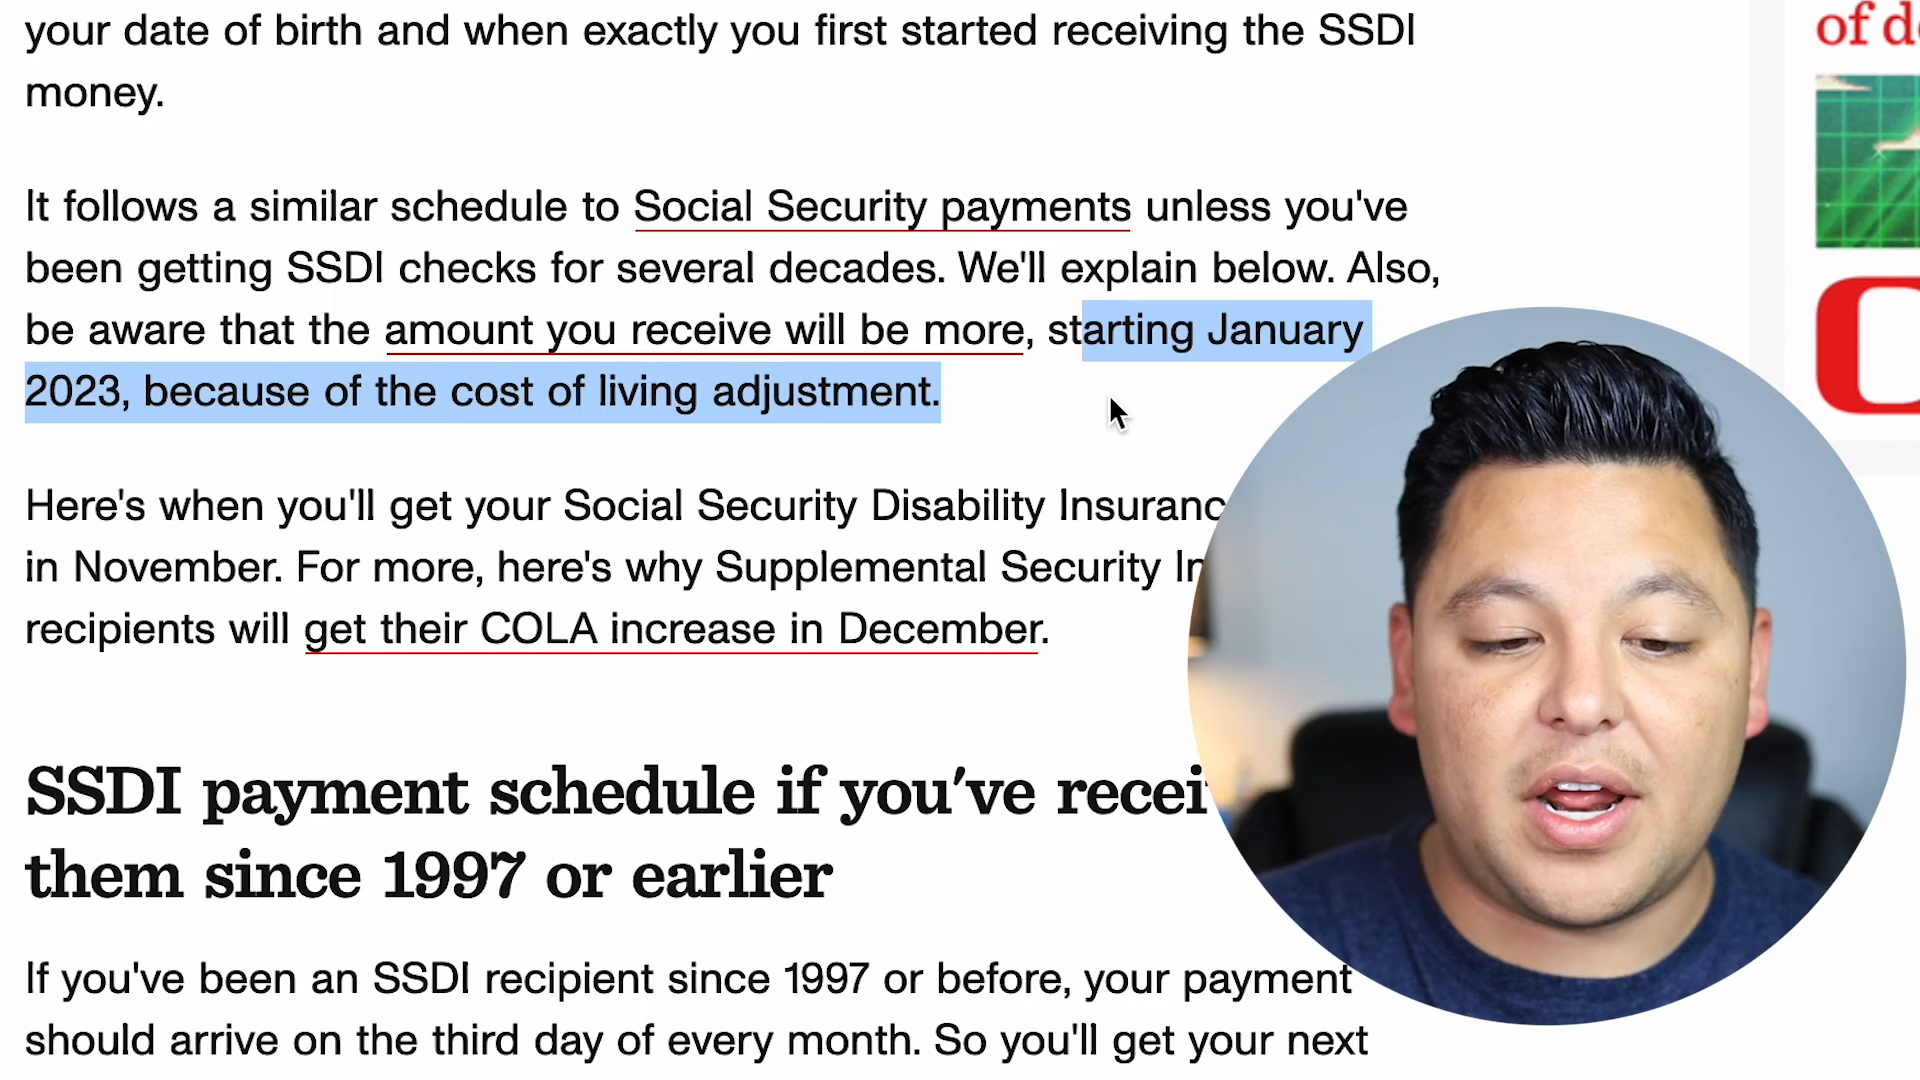 your date of birth and when exactly you first started receiving the SSDI
money.
It follows a similar schedule to Social Security payments unless you've
been getting SSDI checks for several decades. We'll explain below. Also,
be aware that the amount you receive will be more, starting January
2023, because of the cost of living adjustment.
Here's when you'll get your Social Security Disability
in November. For more, here's why Supplemental Security
recipients will get their COLA increase in December.
SSDI payment schedule if you've
them since 1997 or earlier
If you've been an SSDI recipient since 1997 or before, your payment
should arrive on the third day of every month. So you'll get your next
of